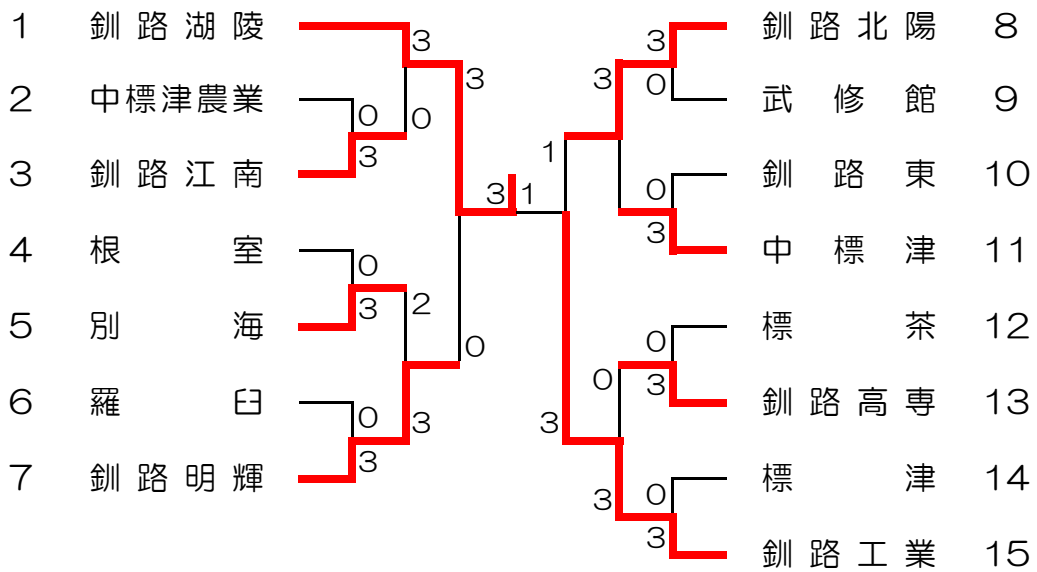 1 釧路湖陵 3 3 釧路北陽 8
3 3 0
2 中標津農業 0 0 武修館 9
3 1
3 釧路江南 3 1 0 釧路東 10
3
4 根室 0 中標津 11
3 2
5 別海 0 0 標茶 12
0 3
6 羅臼 0 3 3 釧路高専 13
3
7 釧路明輝 3 0 標津 14
3 3
釧路工業 15